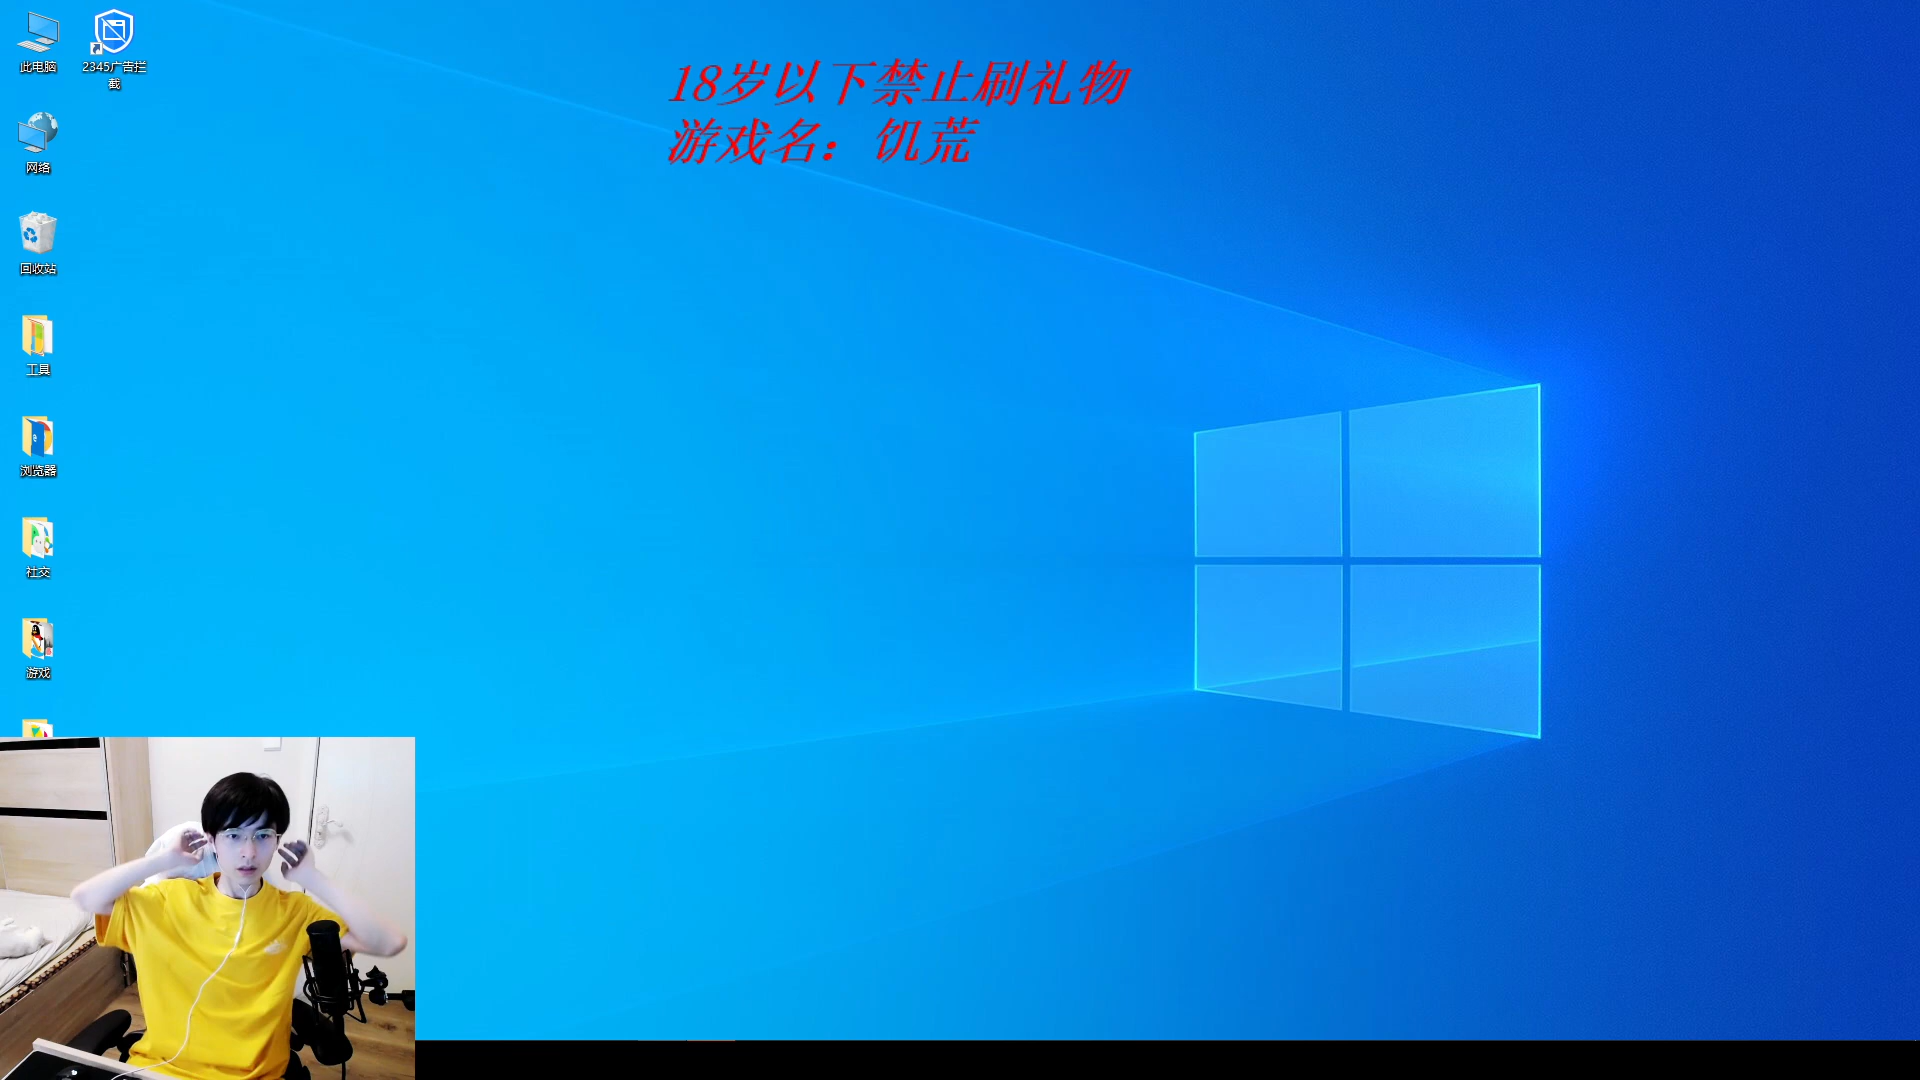 18岁以下禁止刷礼物
游戏名：饥荒
此电脑
2345广告拦
截
网络
回收站
工具
浏览器
社交
游戏